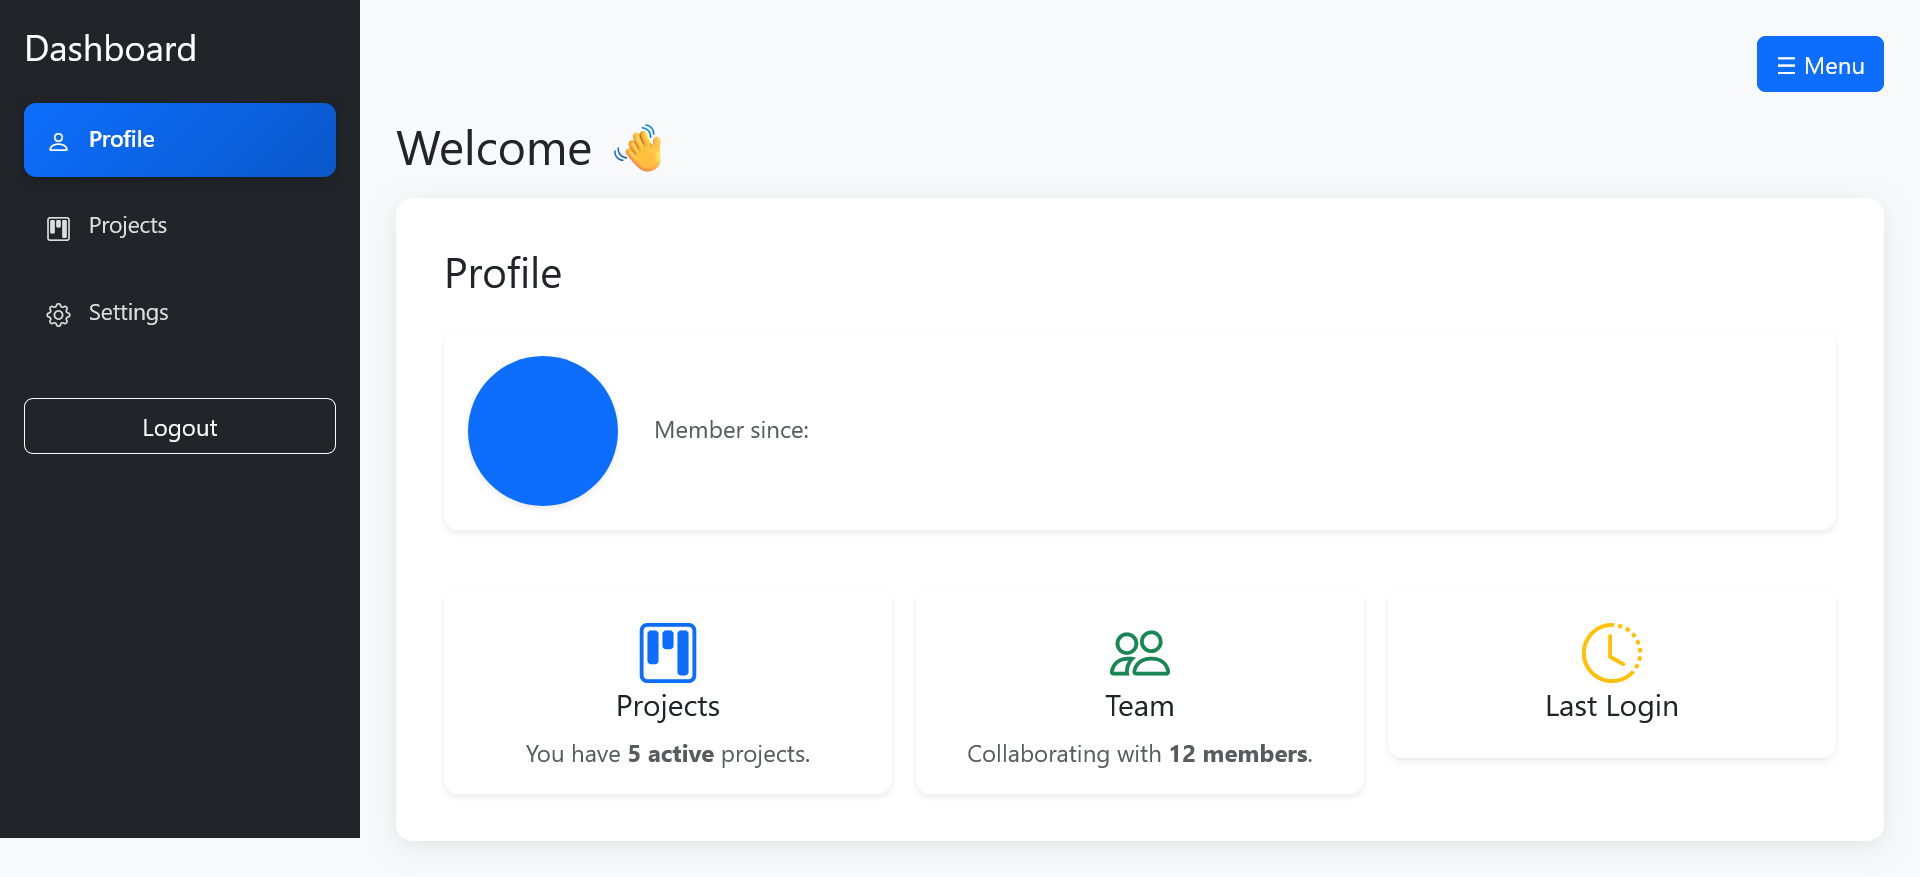 Dashboard
Profile
Projects
Settings
Logout
☰ Menu
Welcome 👋
Profile
Member since:
Projects
You have 5 active projects.
Team
Collaborating with 12 members.
Last Login